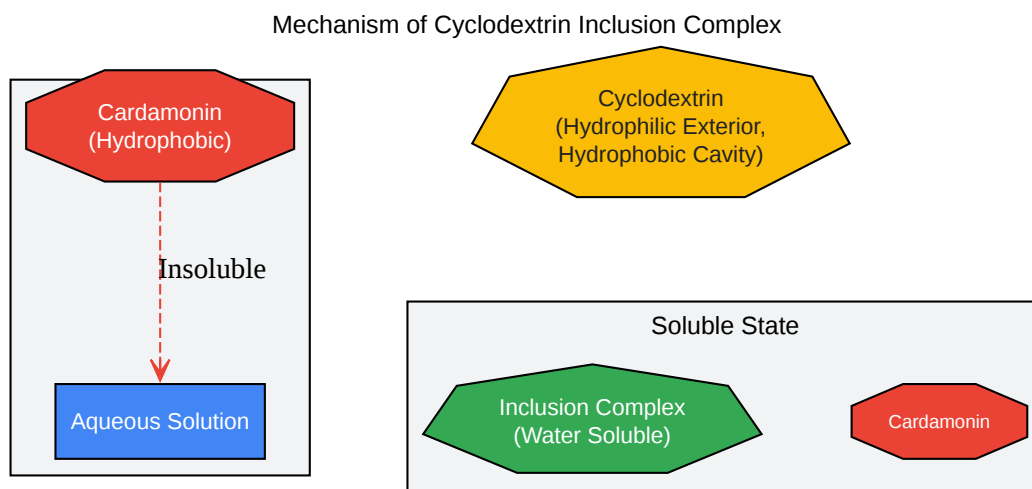 Mechanism of Cyclodextrin Inclusion Complex
Cardamonin
(Hydrophobic)
Cyclodextrin
(Hydrophilic Exterior,
Hydrophobic Cavity)
Insoluble
Soluble State
Aqueous Solution
Inclusion Complex
(Water Soluble)
Cardamonin